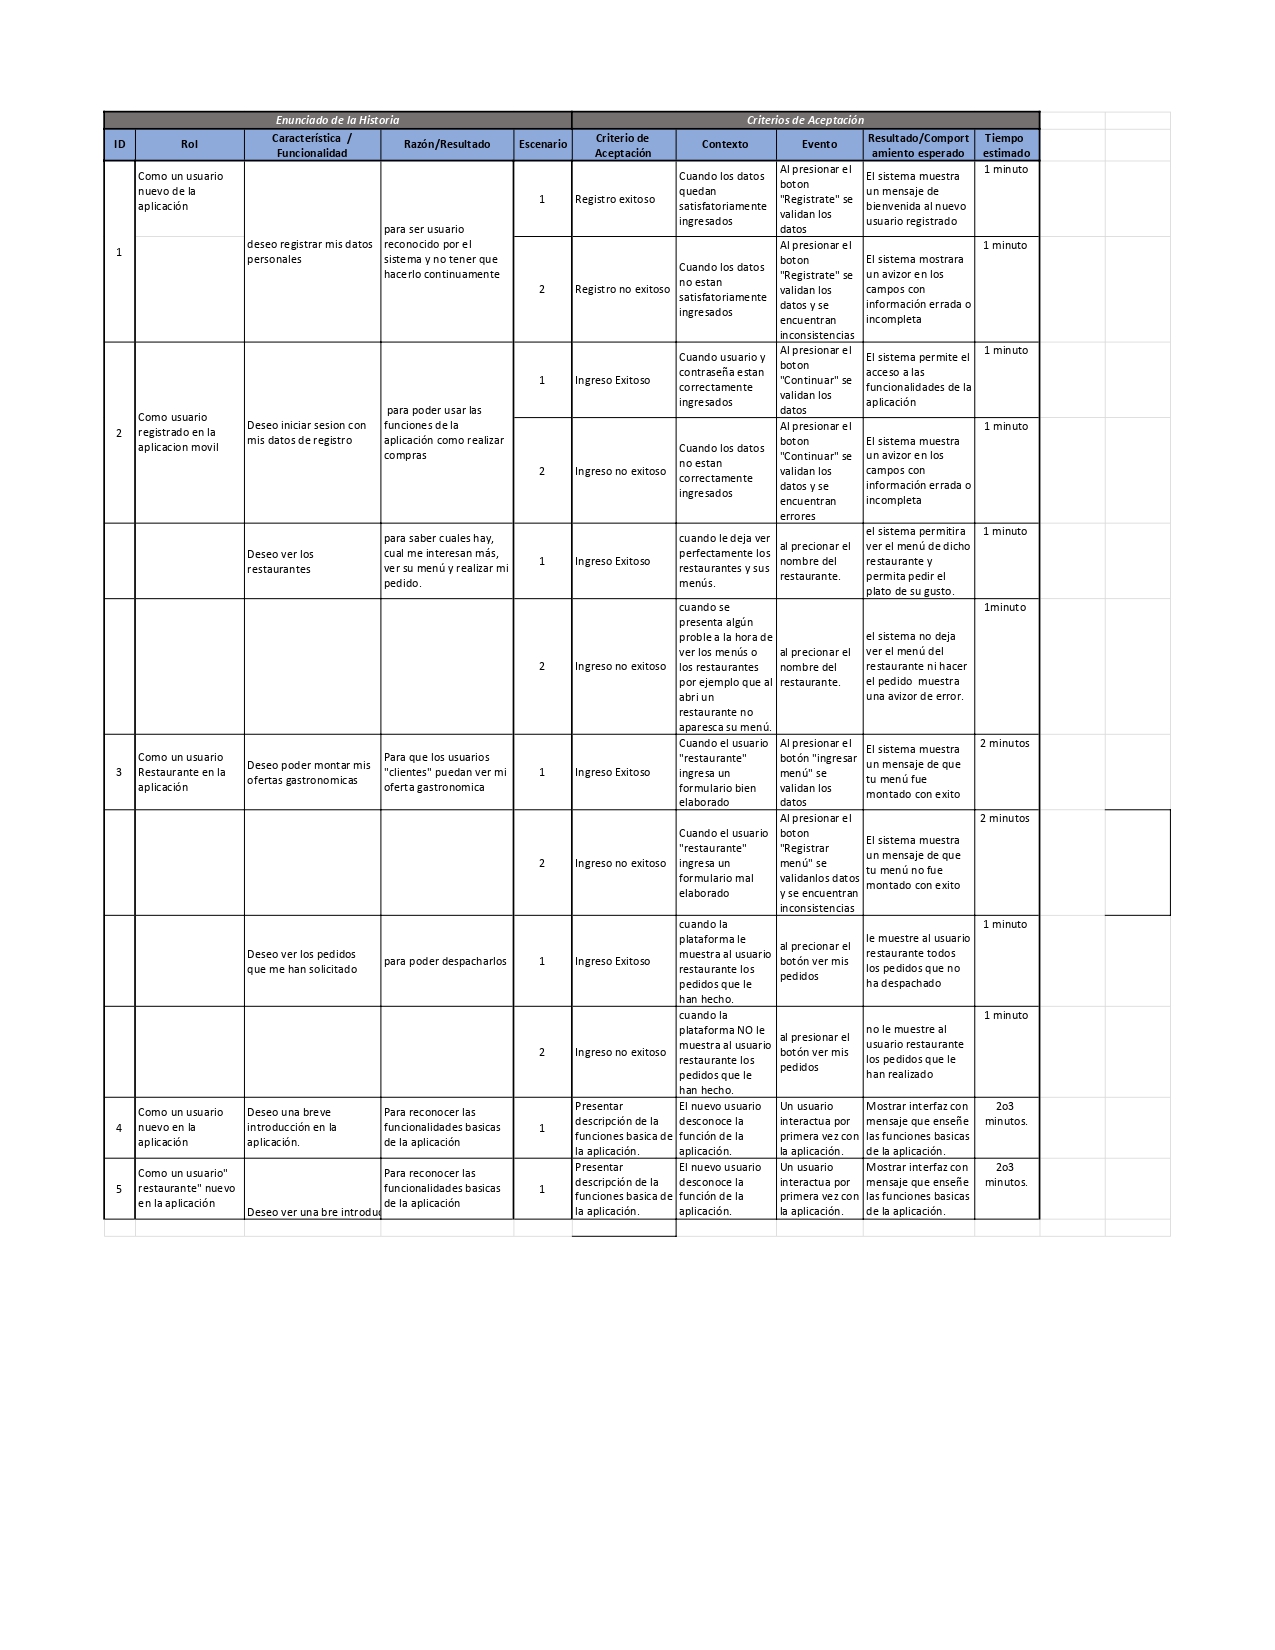 Enunciado de la Historia
Criterios de Aceptación
ID
Rol
Característica /
Funcionalidad
Razón/Resultado
Escenario
Criterio de
Aceptación
Contexto
Evento
Resultado/Comport
amiento esperado
Tiempo
estimado
1
Como un usuario
nuevo de la
aplicación
deseo registrar mis datos
personales
para ser usuario
reconocido por el
sistema y no tener que
hacerlo continuamente
1
Registro exitoso
Cuando los datos
quedan
satisfatoriamente
ingresados
Al presionar el
boton
"Registrate" se
validan los
datos
El sistema muestra
un mensaje de
bienvenida al nuevo
usuario registrado
1 minuto
2
Registro no exitoso
Cuando los datos
no estan
satisfatoriamente
ingresados
Al presionar el
boton
"Registrate" se
validan los
datos y se
encuentran
inconsistencias
El sistema mostrara
un avizor en los
campos con
información errada o
incompleta
1 minuto
2
Como usuario
registrado en la
aplicacion movil
Deseo iniciar sesion con
mis datos de registro
para poder usar las
funciones de la
aplicación como realizar
compras
1
Ingreso Exitoso
Cuando usuario y
contraseña estan
correctamente
ingresados
Al presionar el
boton
"Continuar" se
validan los
datos
El sistema permite el
acceso a las
funcionalidades de la
aplicación
1 minuto
2
Ingreso no exitoso
Cuando los datos
no estan
correctamente
ingresados
Al presionar el
boton
"Continuar" se
validan los
datos y se
encuentran
errores
El sistema muestra
un avizor en los
campos con
información errada o
incompleta
1 minuto
Deseo ver los
restaurantes
para saber cuales hay,
cual me interesan más,
ver su menú y realizar mi
pedido.
1
Ingreso Exitoso
cuando le deja ver
perfectamente los
restaurantes y sus
menús.
al precionar el
nombre del
restaurante.
el sistema permitira
ver el menú de dicho
restaurante y
permita pedir el
plato de su gusto.
1 minuto
2
Ingreso no exitoso
cuando se
presenta algún
proble a la hora de
ver los menús o
los restaurantes
por ejemplo que al
abri un
restaurante no
aparesca su menú.
al precionar el
nombre del
restaurante.
el sistema no deja
ver el menú del
restaurante ni hacer
el pedido muestra
una avizor de error.
1minuto
3
Como un usuario
Restaurante en la
aplicación
Deseo poder montar mis
ofertas gastronomicas
Para que los usuarios
"clientes" puedan ver mi
oferta gastronomica
1
Ingreso Exitoso
Cuando el usuario
"restaurante"
ingresa un
formulario bien
elaborado
Al presionar el
botón "ingresar
menú" se
validan los
datos
El sistema muestra
un mensaje de que
tu menú fue
montado con exito
2 minutos
2
Ingreso no exitoso
Cuando el usuario
"restaurante"
ingresa un
formulario mal
elaborado
Al presionar el
boton
"Registrar
menú" se
validanlos datos
y se encuentran
inconsistencias
El sistema muestra
un mensaje de que
tu menú no fue
montado con exito
2 minutos
Deseo ver los pedidos
que me han solicitado
para poder despacharlos
1
Ingreso Exitoso
cuando la
plataforma le
muestra al usuario
restaurante los
pedidos que le
han hecho.
al precionar el
botón ver mis
pedidos
le muestre al usuario
restaurante todos
los pedidos que no
ha despachado
1 minuto
2
Ingreso no exitoso
cuando la
plataforma NO le
muestra al usuario
restaurante los
pedidos que le
han hecho.
al presionar el
botón ver mis
pedidos
no le muestre al
usuario restaurante
los pedidos que le
han realizado
1 minuto
4
Como un usuario
nuevo en la
aplicación
Deseo una breve
introducción en la
aplicación.
Para reconocer las
funcionalidades basicas
de la aplicación
1
Presentar
descripción de la
funciones basica de
la aplicación.
El nuevo usuario
desconoce la
función de la
aplicación.
Un usuario
interactua por
primera vez con
la aplicación.
Mostrar interfaz con
mensaje que enseñe
las funciones basicas
de la aplicación.
2o3
minutos.
5
Como un usuario"
restaurante" nuevo
en la aplicación
Deseo ver una bre introduc
Para reconocer las
funcionalidades basicas
de la aplicación
1
Presentar
descripción de la
funciones basica de
la aplicación.
El nuevo usuario
desconoce la
función de la
aplicación.
Un usuario
interactua por
primera vez con
la aplicación.
Mostrar interfaz con
mensaje que enseñe
las funciones basicas
de la aplicación.
2o3
minutos.